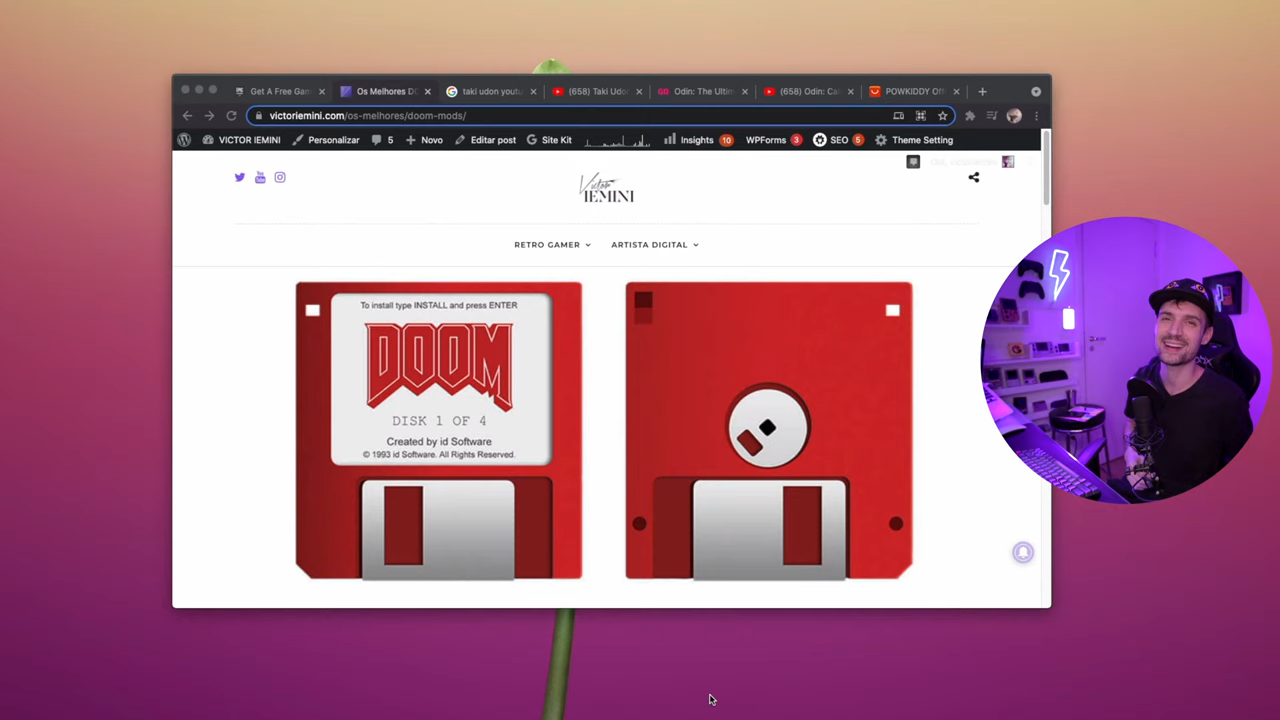 Get A Free Gam
Os Melhores DO
taki udon youtu
(658) Taki Udon
Odin: The Ultim
(658) Odin: Ca
POWKIDDY Off
victoriemini.com/os-melhores/doom-mods/
VICTOR IEMINI
Personalizar
5
Novo
Editar post
Site Kit
Insights 10
WPForms 3
SEO 5
Theme Setting
Victor
IEMINI
RETRO GAMER
ARTISTA DIGITAL
To install type INSTALL and press ENTER
DOOM
DISK 1 OF 4
Created by id Software
© 1993 id Software. All Rights Reserved.